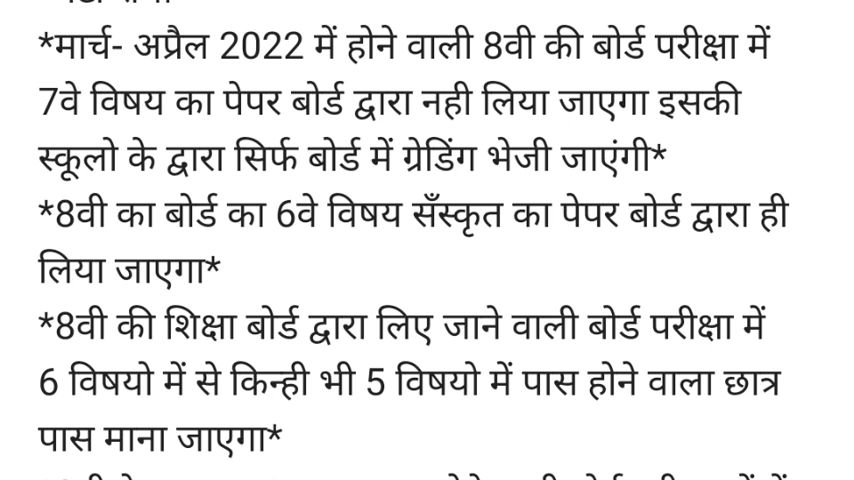 *मार्च- अप्रैल 2022 में होने वाली 8वी की बोर्ड परीक्षा में
7वे विषय का पेपर बोर्ड द्वारा नही लिया जाएगा इसकी
स्कूलो के द्वारा सिर्फ बोर्ड में ग्रेडिंग भेजी जाएंगी*
*8वी का बोर्ड का 6वे विषय सँस्कृत का पेपर बोर्ड द्वारा ही
लिया जाएगा*
*8वी की शिक्षा बोर्ड द्वारा लिए जाने वाली बोर्ड परीक्षा में
6 विषयो में से किन्ही भी 5 विषयो में पास होने वाला छात्र
पास माना जाएगा*